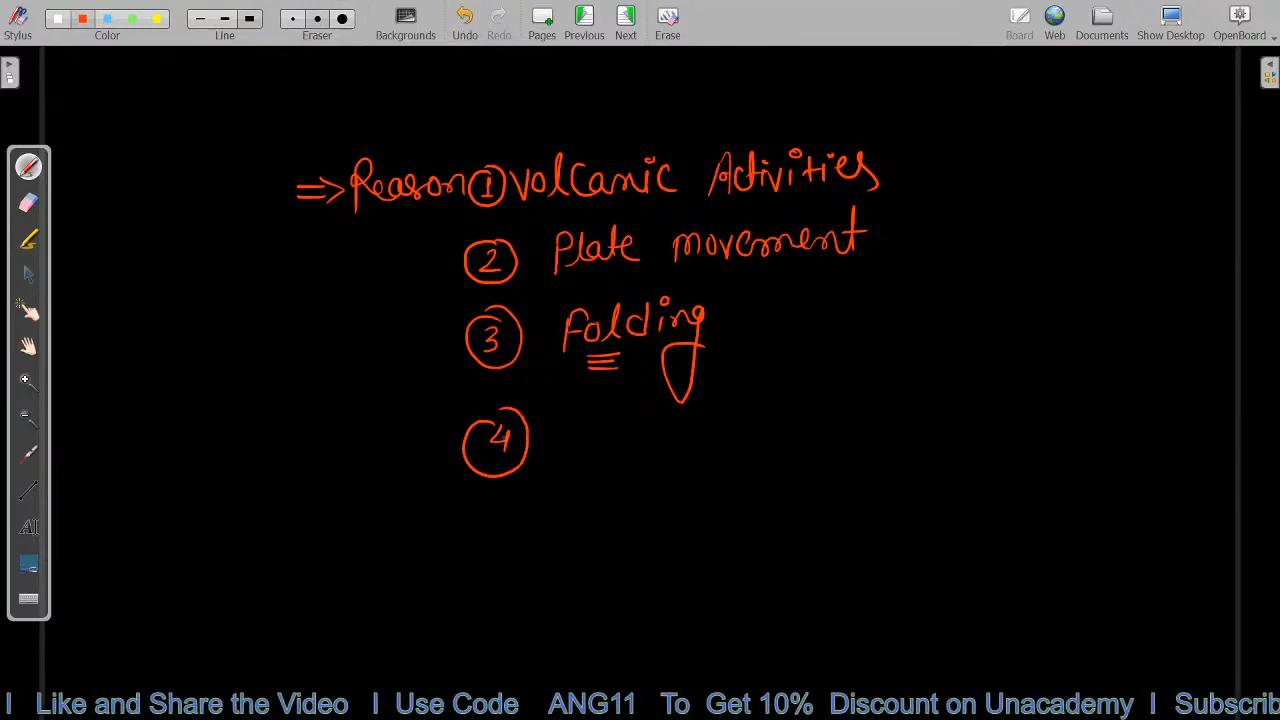 Stylus Color Line Eraser Backgrounds Undo Redo Pages Previous Next Erase Board Web Documents Show Desktop OpenBoard
⇒ Reason ① Volcanic Activities
② Plate movement
③ Folding
④
I Like and Share the Video I Use Code ANG11 To Get 10% Discount on Unacademy I Subscrib